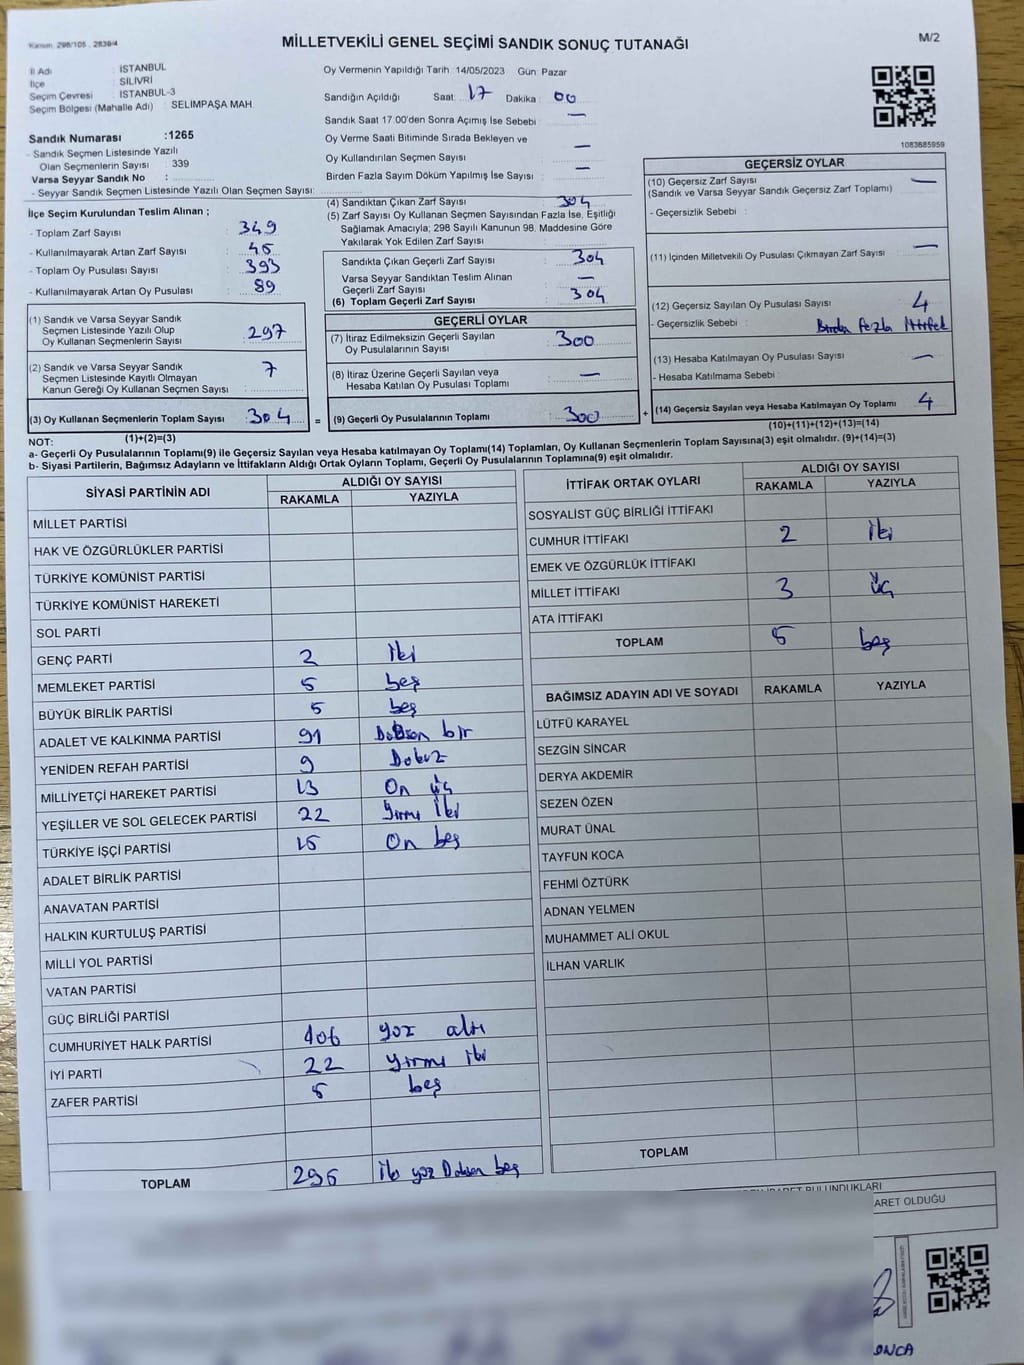 Kanun. 298/105 , 2839/4
MİLLETVEKİLİ GENEL SEÇİMİ SANDIK SONUÇ TUTANAĞI
M/2
İl Adı : İSTANBUL
İlçe : SİLİVRİ
Seçim Çevresi : İSTANBUL-3
Seçim Bölgesi (Mahalle Adı) : SELİMPAŞA MAH
Sandık Numarası :1265
- Sandık Seçmen Listesinde Yazılı
Olan Seçmenlerin Sayısı : 339
Varsa Seyyar Sandık No :
- Seyyar Sandık Seçmen Listesinde Yazılı Olan Seçmen Sayısı:
Oy Vermenin Yapıldığı Tarih :14/05/2023 Gün: Pazar
Sandığın Açıldığı Saat: 17 Dakika : 00
Sandık Saat 17.00'den Sonra Açımış İse Sebebi : —
Oy Verme Saati Bitiminde Sırada Bekleyen ve
Oy Kullandırılan Seçmen Sayısı : —
Birden Fazla Sayım Döküm Yapılmış İse Sayısı : —
1083685959
İlçe Seçim Kurulundan Teslim Alınan ;
- Toplam Zarf Sayısı : 349
- Kullanılmayarak Artan Zarf Sayısı : 45
- Toplam Oy Pusulası Sayısı : 393
- Kullanılmayarak Artan Oy Pusulası : 89
(4) Sandıktan Çıkan Zarf Sayısı : 304
(5) Zarf Sayısı Oy Kullanan Seçmen Sayısından Fazla İse, Eşitliği
Sağlamak Amacıyla; 298 Sayılı Kanunun 98. Maddesine Göre
Yakılarak Yok Edilen Zarf Sayısı :
Sandıkta Çıkan Geçerli Zarf Sayısı : 304
Varsa Seyyar Sandıktan Teslim Alınan
Geçerli Zarf Sayısı : —
(6) Toplam Geçerli Zarf Sayısı : 304
GEÇERSİZ OYLAR
(10) Geçersiz Zarf Sayısı : —
(Sandık ve Varsa Seyyar Sandık Geçersiz Zarf Toplamı)
- Geçersizlik Sebebi :
(11) İçinden Milletvekili Oy Pusulası Çıkmayan Zarf Sayısı : —
(12) Geçersiz Sayılan Oy Pusulası Sayısı : 4
- Geçersizlik Sebebi : Birden fazla İttifak
(13) Hesaba Katılmayan Oy Pusulası Sayısı : —
- Hesaba Katılmama Sebebi :
(14) Geçersiz Sayılan veya Hesaba Katılmayan Oy Toplamı : 4
(10)+(11)+(12)+(13)=(14)
(1) Sandık ve Varsa Seyyar Sandık
Seçmen Listesinde Yazılı Olup
Oy Kullanan Seçmenlerin Sayısı : 297
(2) Sandık ve Varsa Seyyar Sandık
Seçmen Listesinde Kayıtlı Olmayan
Kanun Gereği Oy Kullanan Seçmen Sayısı : 7
(3) Oy Kullanan Seçmenlerin Toplam Sayısı : 304 =
(1)+(2)=(3)
GEÇERLİ OYLAR
(7) İtiraz Edilmeksizin Geçerli Sayılan
Oy Pusulalarının Sayısı : 300
(8) İtiraz Üzerine Geçerli Sayılan veya
Hesaba Katılan Oy Pusulası Toplamı : —
(9) Geçerli Oy Pusulalarının Toplamı : 300 +
NOT:
a- Geçerli Oy Pusulalarının Toplamı(9) ile Geçersiz Sayılan veya Hesaba katılmayan Oy Toplamı(14) Toplamları, Oy Kullanan Seçmenlerin Toplam Sayısına(3) eşit olmalıdır. (9)+(14)=(3)
b- Siyasi Partilerin, Bağımsız Adayların ve İttifakların Aldığı Ortak Oyların Toplamı, Geçerli Oy Pusulalarının Toplamına(9) eşit olmalıdır.
SİYASİ PARTİNİN ADI
ALDIĞI OY SAYISI
RAKAMLA YAZIYLA
MİLLET PARTİSİ
HAK VE ÖZGÜRLÜKLER PARTİSİ
TÜRKİYE KOMÜNİST PARTİSİ
TÜRKİYE KOMÜNİST HAREKETİ
SOL PARTİ
GENÇ PARTİ 2 İki
MEMLEKET PARTİSİ 5 beş
BÜYÜK BİRLİK PARTİSİ 5 beş
ADALET VE KALKINMA PARTİSİ 91 Doksan bir
YENİDEN REFAH PARTİSİ 9 Dokuz
MİLLİYETÇİ HAREKET PARTİSİ 13 On üç
YEŞİLLER VE SOL GELECEK PARTİSİ 22 Yirmi İki
TÜRKİYE İŞÇİ PARTİSİ 15 On beş
ADALET BİRLİK PARTİSİ
ANAVATAN PARTİSİ
HALKIN KURTULUŞ PARTİSİ
MİLLİ YOL PARTİSİ
VATAN PARTİSİ
GÜÇ BİRLİĞİ PARTİSİ
CUMHURİYET HALK PARTİSİ 106 yüz altı
İYİ PARTİ 22 yirmi iki
ZAFER PARTİSİ 5 beş
TOPLAM 295 iki yüz Doksan beş
İTTİFAK ORTAK OYLARI
ALDIĞI OY SAYISI
RAKAMLA YAZIYLA
SOSYALİST GÜÇ BİRLİĞİ İTTİFAKI
CUMHUR İTTİFAKI 2 İki
EMEK VE ÖZGÜRLÜK İTTİFAKI
MİLLET İTTİFAKI 3 üç
ATA İTTİFAKI
TOPLAM 5 beş
BAĞIMSIZ ADAYIN ADI VE SOYADI RAKAMLA YAZIYLA
LÜTFÜ KARAYEL
SEZGİN SİNCAR
DERYA AKDEMİR
SEZEN ÖZEN
MURAT ÜNAL
TAYFUN KOCA
FEHMİ ÖZTÜRK
ADNAN YELMEN
MUHAMMET ALİ OKUL
İLHAN VARLIK
TOPLAM
BULUNDUKLARI
ARET OLDUĞU
ONCA